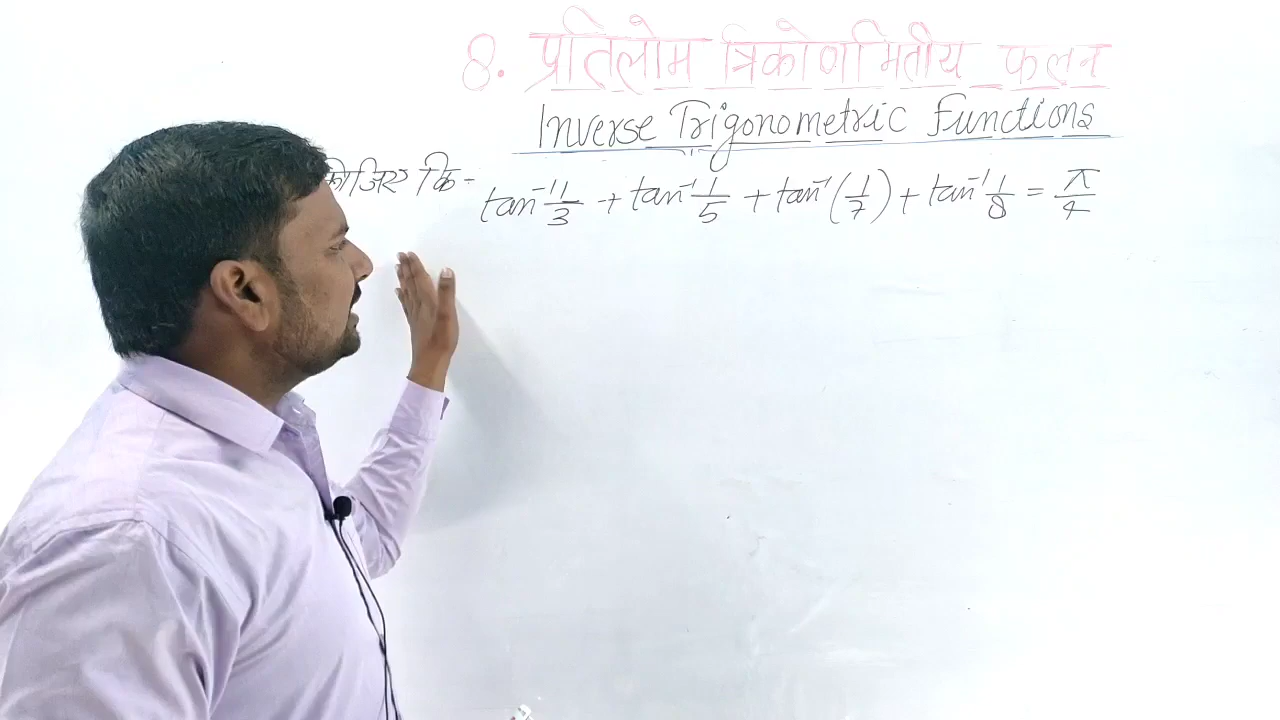 8. प्रतिलोम त्रिकोणमितीय फलन
Inverse Trigonometric Functions
कीजिए कि- tan⁻¹ 1/3 + tan⁻¹ 1/5 + tan⁻¹ (1/7) + tan⁻¹ 1/8 = π/4